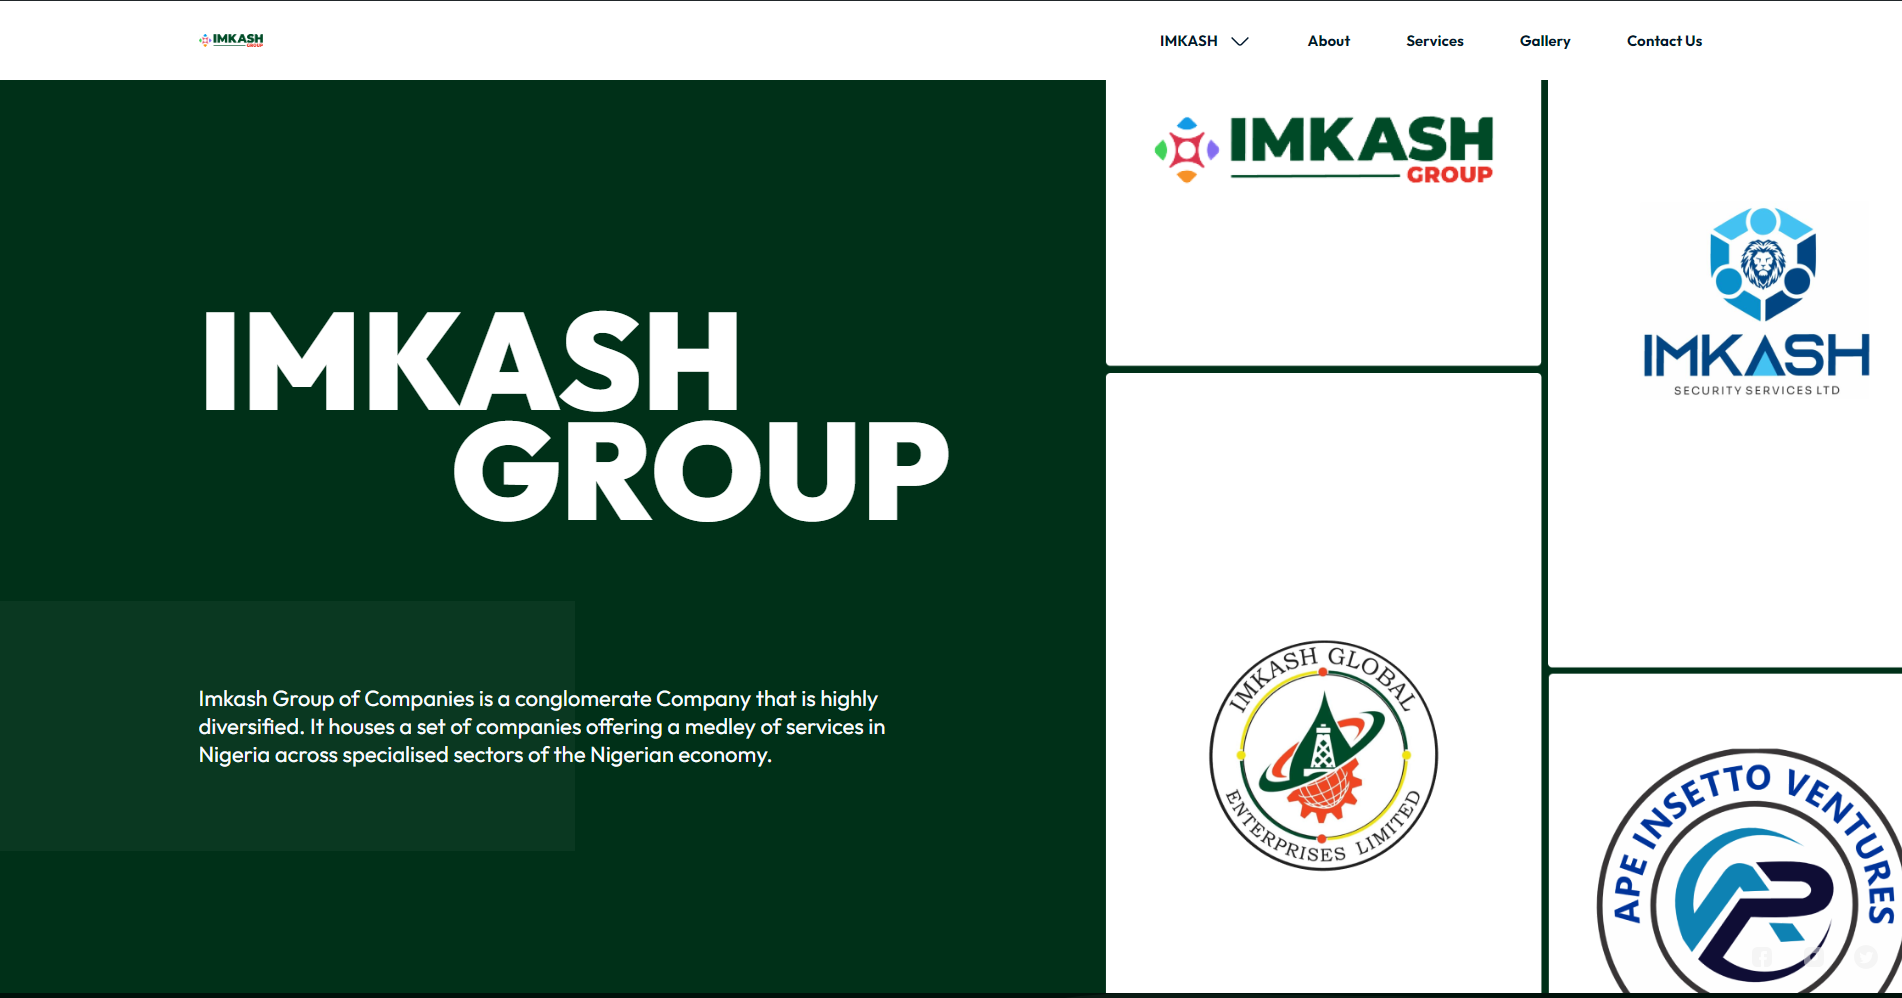 IMKASH
GROUP
IMKASH
About
Services
Gallery
Contact Us
IMKASH
GROUP
Imkash Group of Companies is a conglomerate Company that is highly
diversified. It houses a set of companies offering a medley of services in
Nigeria across specialised sectors of the Nigerian economy.
IMKASH
GROUP
IMKASH
SECURITY SERVICES LTD
IMKASH GLOBAL
ENTERPRISES LIMITED
APE INSETTO VENTURES